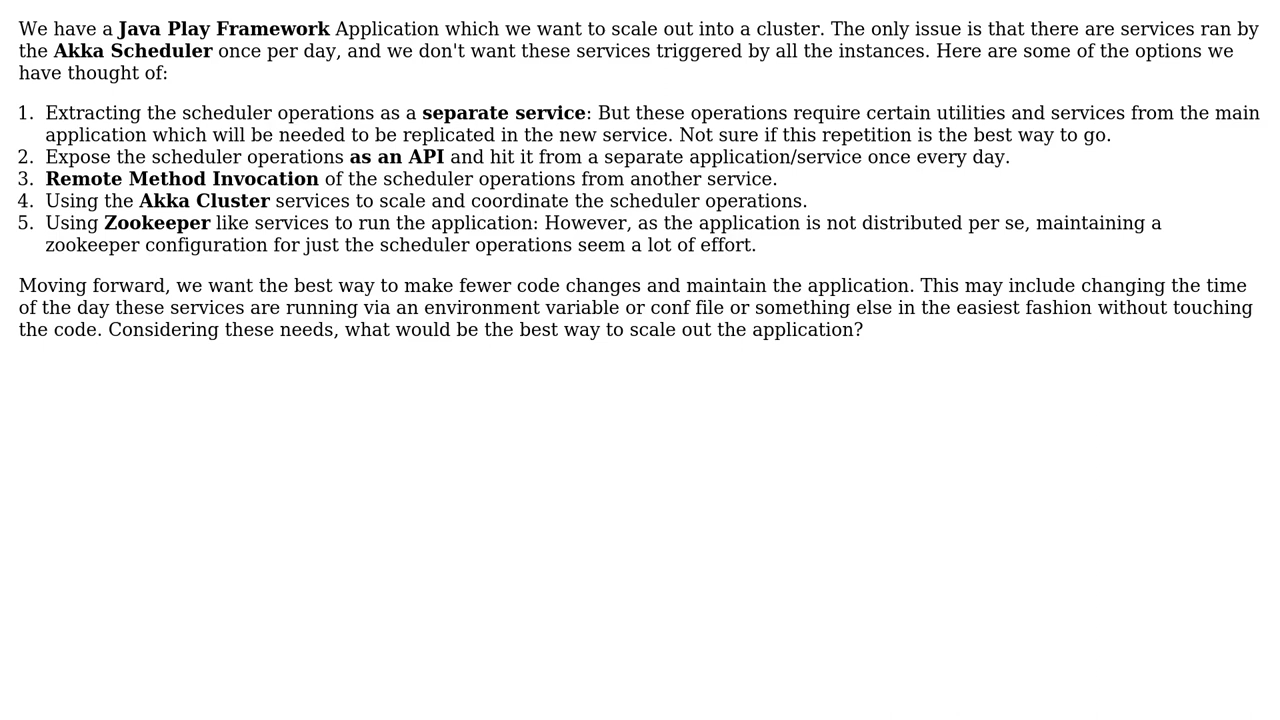 We have a Java Play Framework Application which we want to scale out into a cluster. The only issue is that there are services ran by
the Akka Scheduler once per day, and we don't want these services triggered by all the instances. Here are some of the options we
have thought of:
1. Extracting the scheduler operations as a separate service: But these operations require certain utilities and services from the main
application which will be needed to be replicated in the new service. Not sure if this repetition is the best way to go.
2. Expose the scheduler operations as an API and hit it from a separate application/service once every day.
3. Remote Method Invocation of the scheduler operations from another service.
4. Using the Akka Cluster services to scale and coordinate the scheduler operations.
5. Using Zookeeper like services to run the application: However, as the application is not distributed per se, maintaining a
zookeeper configuration for just the scheduler operations seem a lot of effort.
Moving forward, we want the best way to make fewer code changes and maintain the application. This may include changing the time
of the day these services are running via an environment variable or conf file or something else in the easiest fashion without touching
the code. Considering these needs, what would be the best way to scale out the application?